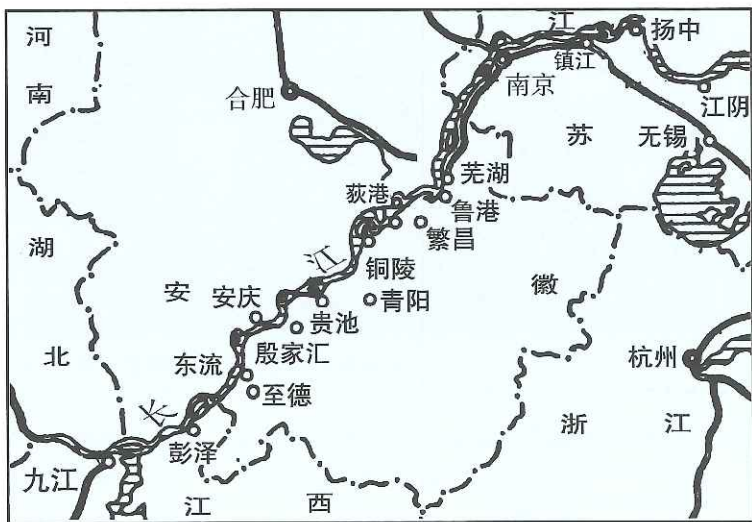 河
南
江
扬中
镇江
南京
合肥
江阴
苏
无锡
芜湖
荻港
鲁港
繁昌
湖
江
铜陵
安
徽
安庆
青阳
贵池
北
殷家汇
东流
杭州
至德
长
浙
江
彭泽
九江
江
西